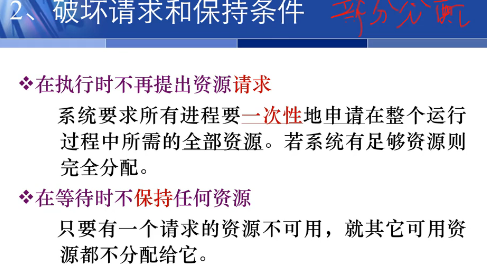 2、破坏请求和保持条件 部分分配
❖在执行时不再提出资源请求
系统要求所有进程要一次性地申请在整个运行
过程中所需的全部资源。若系统有足够资源则
完全分配。
❖在等待时不保持任何资源
只要有一个请求的资源不可用，就其它可用资
源都不分配给它。